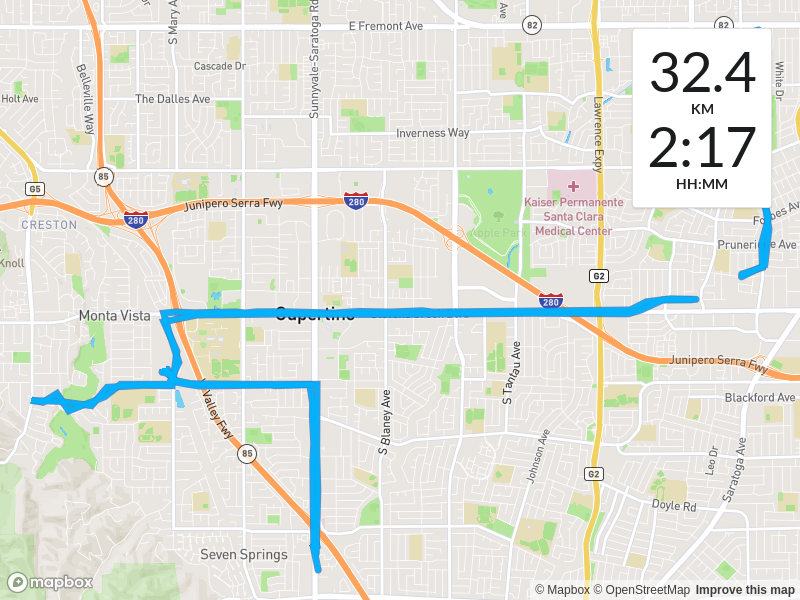 E Fremont Ave
82
82
Ave
S Mary A
Sunnyvale-Saratoga Rd
Cascade Dr
32.4
KM
2:17
HH:MM
White Dr
Belleville Way
Holt Ave
The Dalles Ave
Lawrence Expy
Inverness Way
85
G5
Junipero Serra Fwy
280
280
Kaiser Permanente
Santa Clara
Medical Center
Apple Park
CRESTON
Forbes Av
Pruneridge Ave
Knoll
G2
280
Monta Vista
Cupertino
Junipero Serra Fwy
S Tantau Ave
S Blaney Ave
Blackford Ave
Valley Fwy
85
Johnson Ave
Leo Dr
Saratoga Ave
G2
Doyle Rd
Seven Springs
mapbox
© Mapbox © OpenStreetMap Improve this map